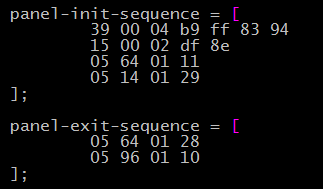 panel-init-sequence = [
39 00 04 b9 ff 83 94
15 00 02 df 8e
05 64 01 11
05 14 01 29
];
panel-exit-sequence = [
05 64 01 28
05 96 01 10
];